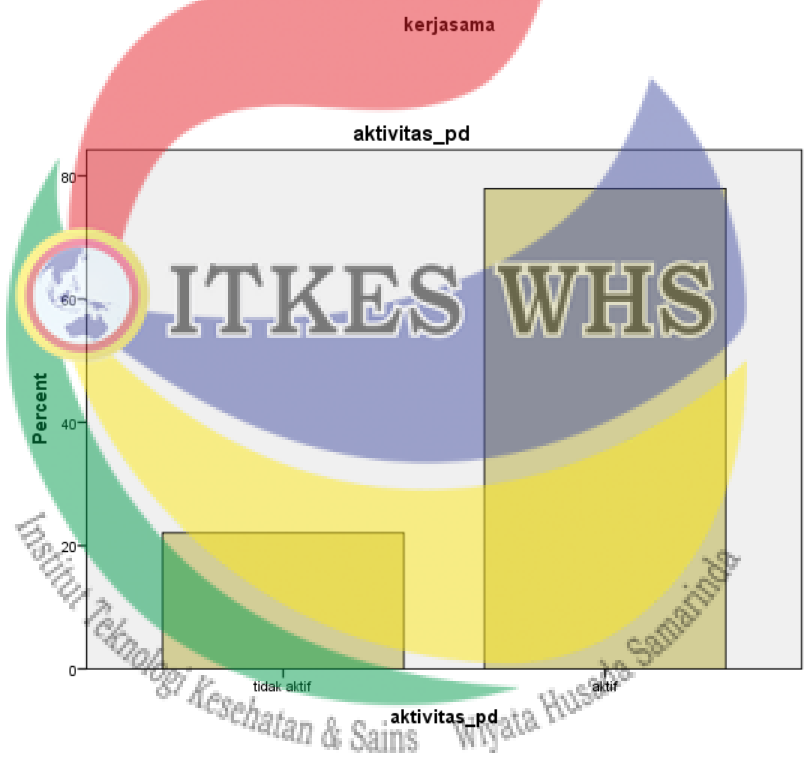 kerjasama
aktivitas_pd
80
60
40
20
0
Percent
ITKES WHS
tidak aktif
aktif
aktivitas_pd
Institut Teknologi Kesehatan & Sains Wiyata Husada Samarinda